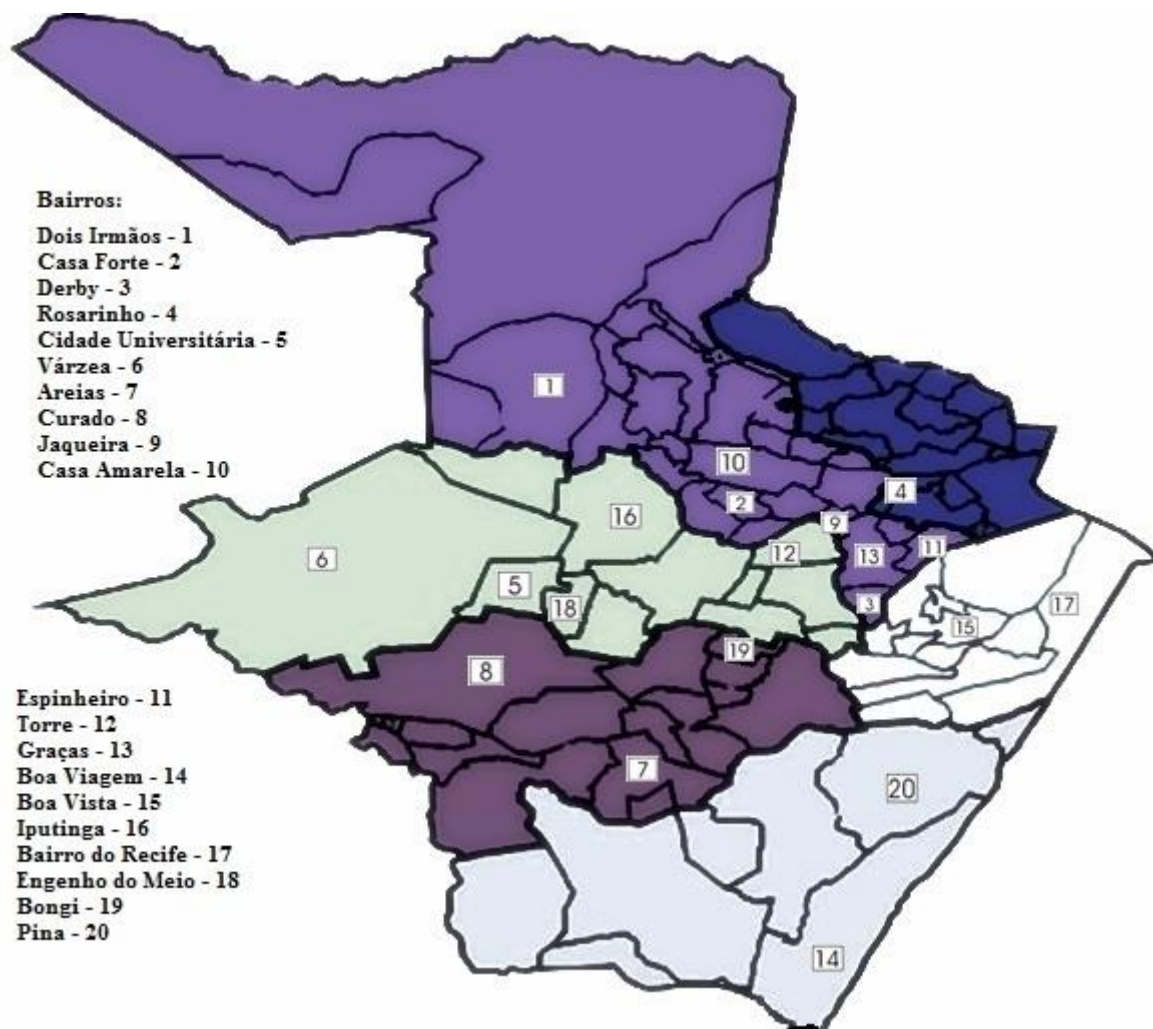 Bairros:
Dois Irmãos - 1
Casa Forte - 2
Derby - 3
Rosarinho - 4
Cidade Universitária - 5
Várzea - 6
Areias - 7
Curado - 8
Jaqueira - 9
Casa Amarela - 10
1
10
2
4
9
16
12
13
11
6
5
18
3
15
17
19
8
7
20
14
Espinheiro - 11
Torre - 12
Graças - 13
Boa Viagem - 14
Boa Vista - 15
Iputinga - 16
Bairro do Recife - 17
Engenho do Meio - 18
Bongi - 19
Pina - 20